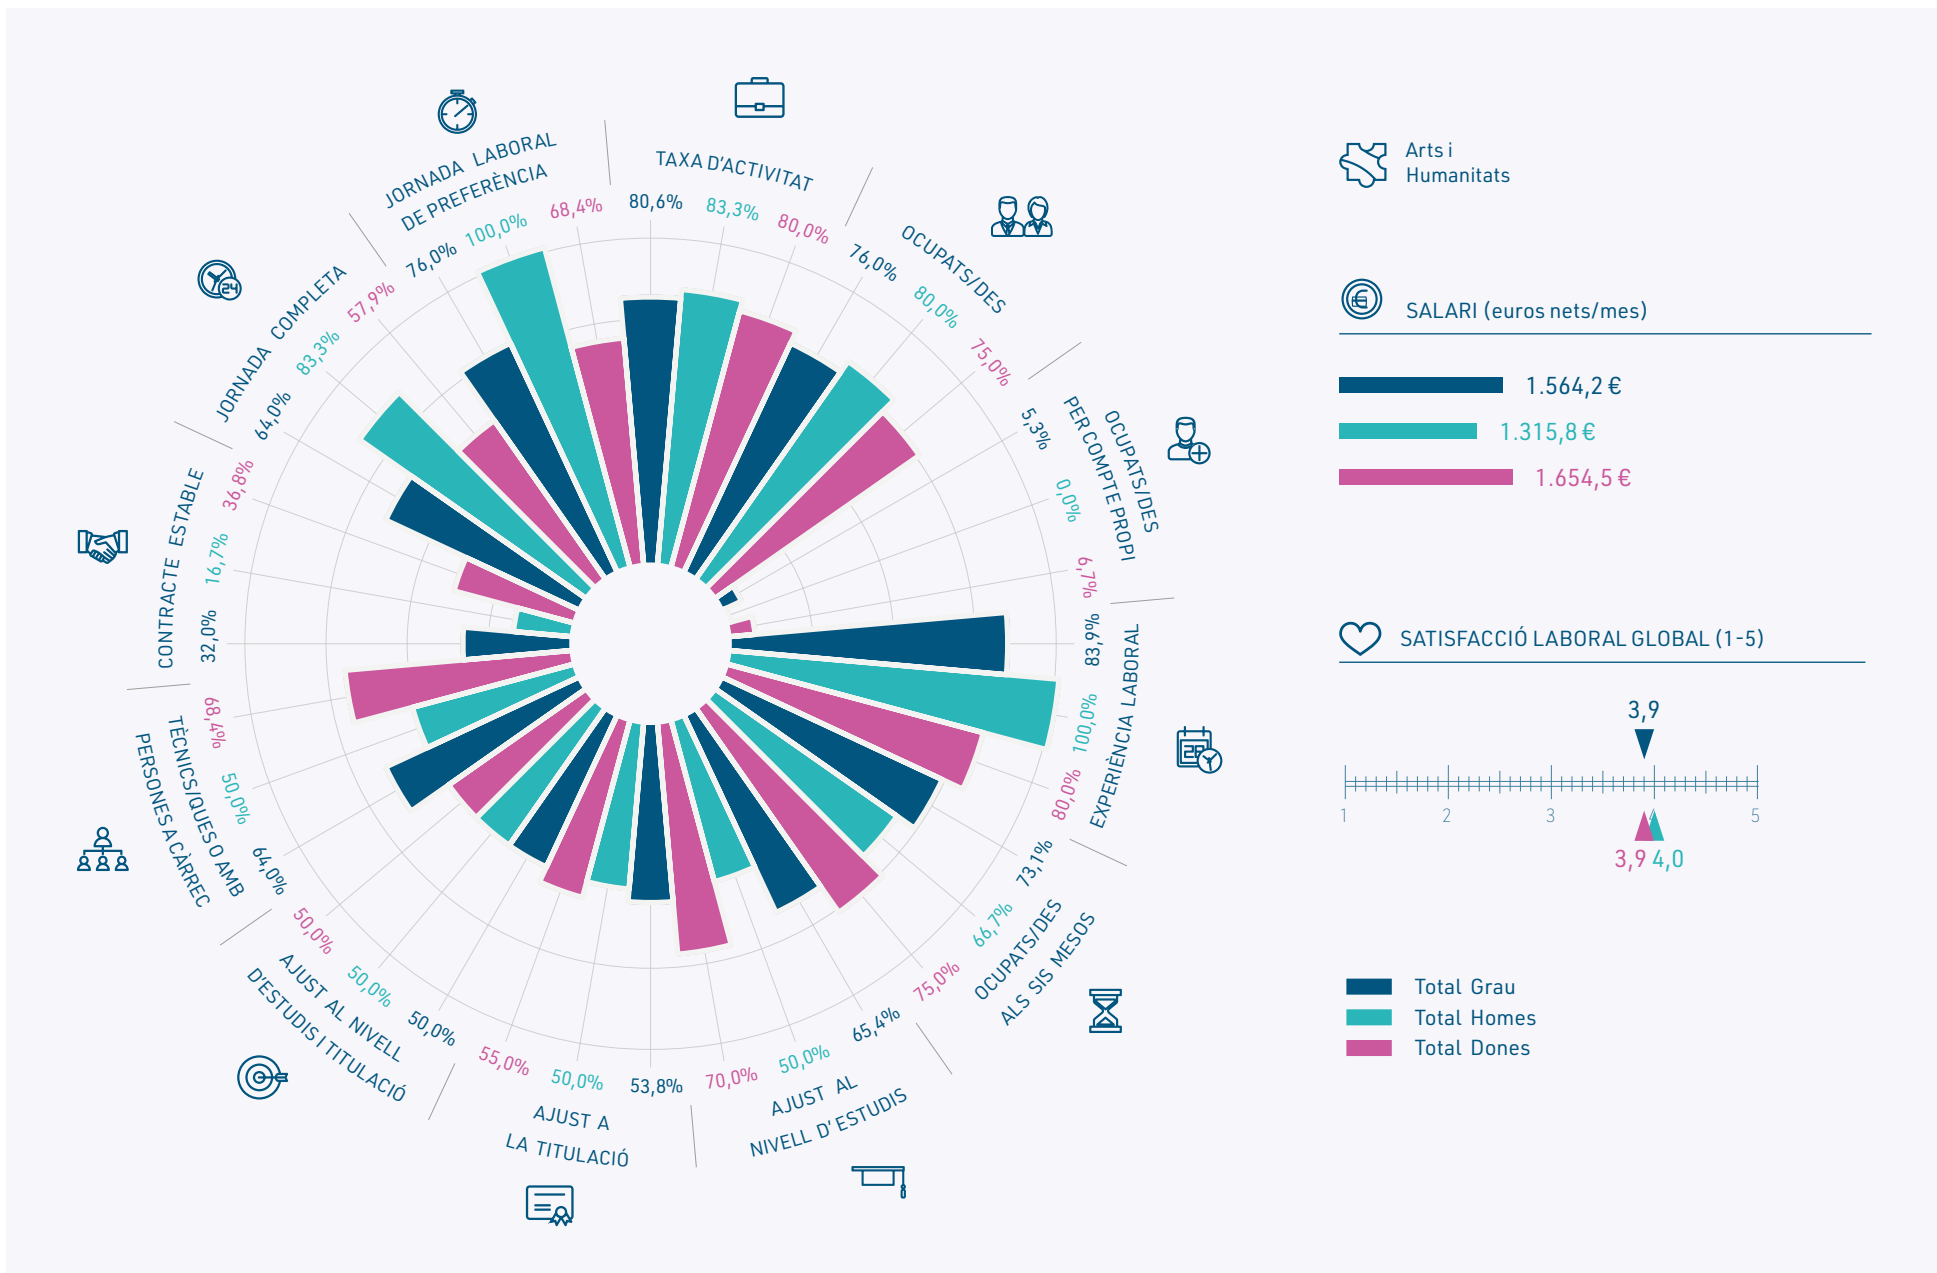 TAXA D'ACTIVITAT
80,6%
83,3%
80,0%
OCUPATS/DES
76,0%
80,0%
75,0%
OCUPATS/DES
PER COMPTE PROPI
5,3%
0,0%
6,7%
EXPERIÈNCIA LABORAL
83,9%
100,0%
80,0%
OCUPATS/DES
ALS SIS MESOS
73,1%
66,7%
75,0%
AJUST AL
NIVELL D'ESTUDIS
65,4%
50,0%
70,0%
AJUST A
LA TITULACIÓ
53,8%
50,0%
55,0%
AJUST AL NIVELL
D'ESTUDIS I TITULACIÓ
50,0%
50,0%
50,0%
TÈCNICS/QUES O AMB
PERSONES A CÀRREC
64,0%
50,0%
68,4%
CONTRACTE ESTABLE
32,0%
16,7%
36,8%
JORNADA COMPLETA
64,0%
83,3%
57,9%
JORNADA LABORAL
DE PREFERÈNCIA
76,0%
100,0%
68,4%
24
28
Arts i
Humanitats
SALARI (euros nets/mes)
1.564,2 €
1.315,8 €
1.654,5 €
SATISFACCIÓ LABORAL GLOBAL (1-5)
3,9
1 2 3 5
3,9 4,0
Total Grau
Total Homes
Total Dones